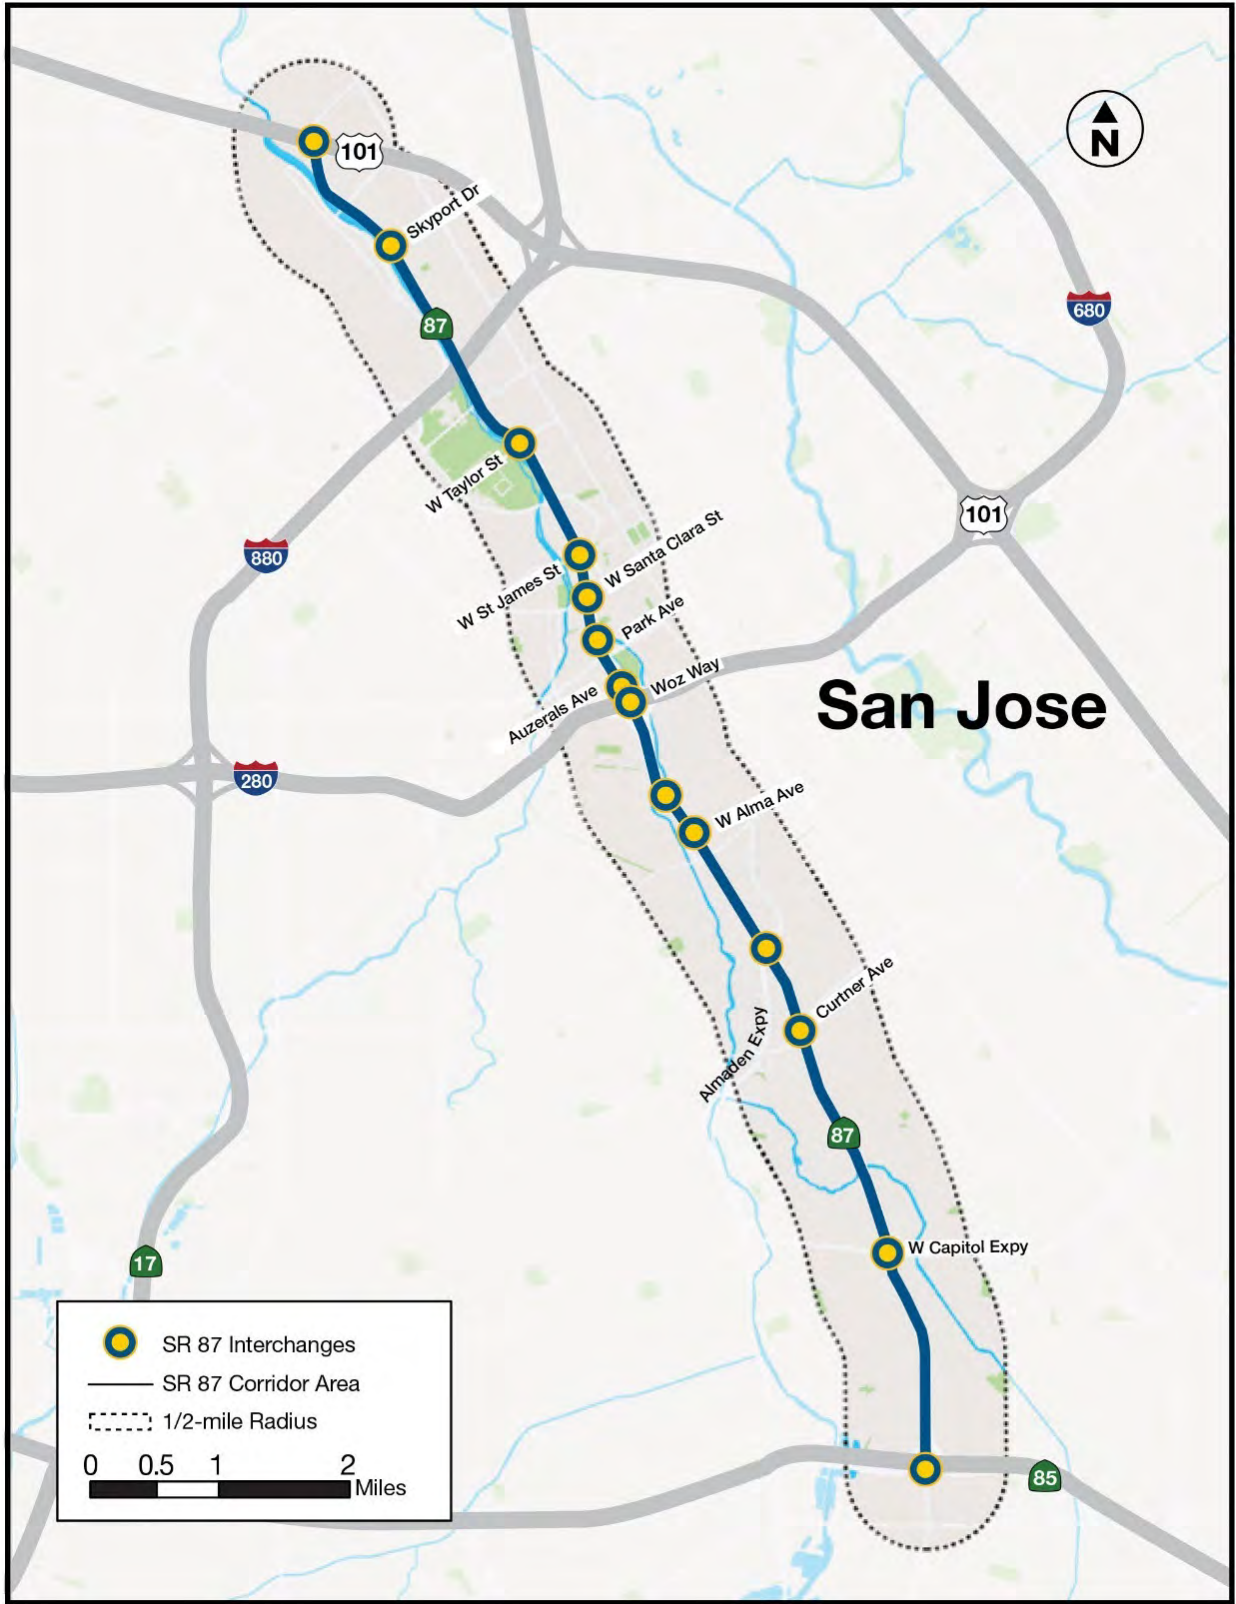 N
101
Skyport Dr
87
680
W Taylor St
101
880
W Santa Clara St
W St James St
Park Ave
Woz Way
Auzerals Ave
San Jose
280
W Alma Ave
Curtner Ave
Almaden Expy
87
W Capitol Expy
17
85
SR 87 Interchanges
SR 87 Corridor Area
1/2-mile Radius
0 0.5 1 2
Miles